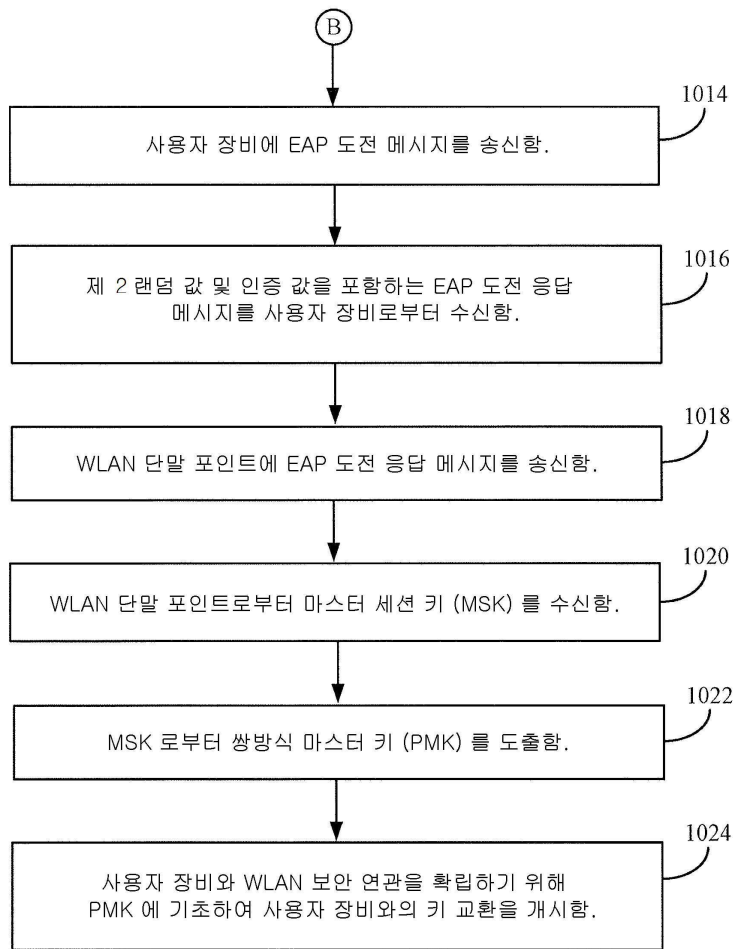 B
1014
사용자 장비에 EAP 도전 메시지를 송신함.
1016
제 2 랜덤 값 및 인증 값을 포함하는 EAP 도전 응답
메시지를 사용자 장비로부터 수신함.
1018
WLAN 단말 포인트에 EAP 도전 응답 메시지를 송신함.
1020
WLAN 단말 포인트로부터 마스터 세션 키 (MSK) 를 수신함.
1022
MSK 로부터 쌍방식 마스터 키 (PMK) 를 도출함.
1024
사용자 장비와 WLAN 보안 연관을 확립하기 위해
PMK 에 기초하여 사용자 장비와의 키 교환을 개시함.